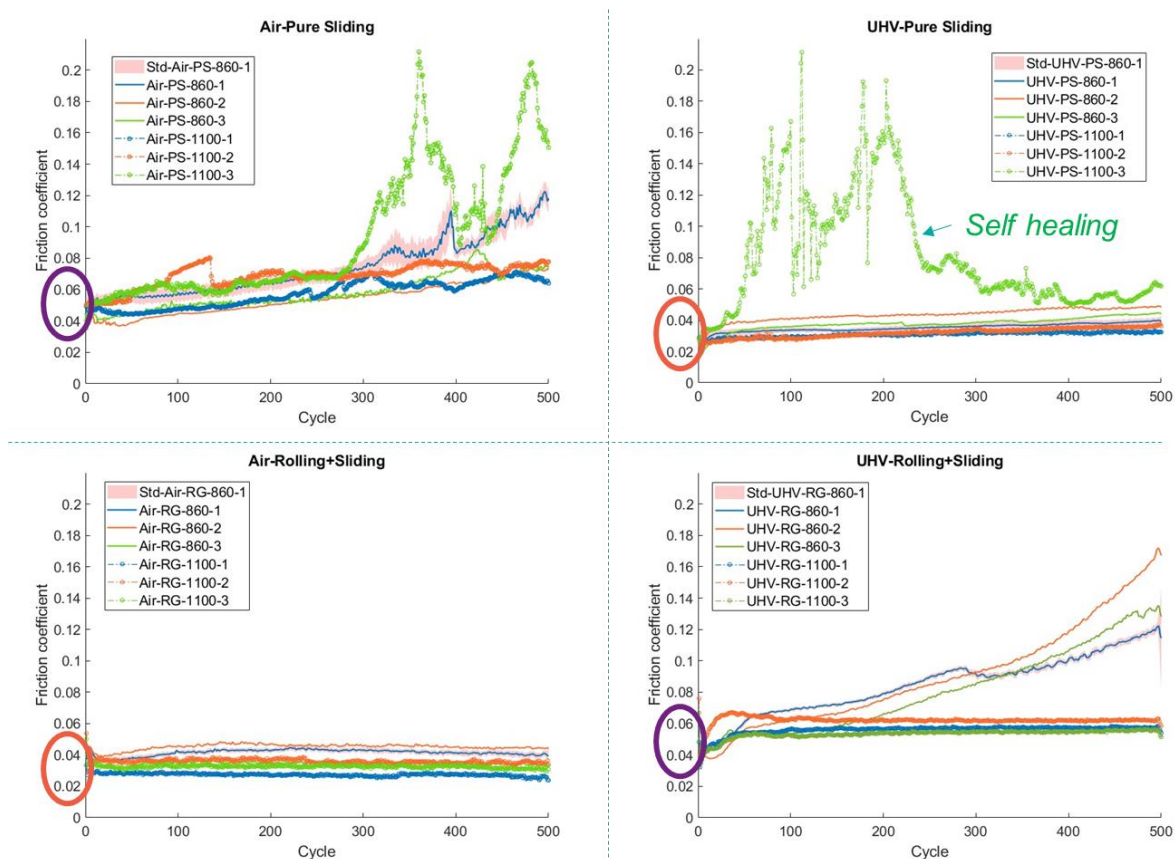 Air-Pure Sliding
Friction coefficient
0.2
0.18
0.16
0.14
0.12
0.1
0.08
0.06
0.04
0.02
0
Std-Air-PS-860-1
Air-PS-860-1
Air-PS-860-2
Air-PS-860-3
Air-PS-1100-1
Air-PS-1100-2
Air-PS-1100-3
0 100 200 300 400 500
Cycle
UHV-Pure Sliding
Friction coefficient
0.2
0.18
0.16
0.14
0.12
0.1
0.08
0.06
0.04
0.02
0
Std-UHV-PS-860-1
UHV-PS-860-1
UHV-PS-860-2
UHV-PS-860-3
UHV-PS-1100-1
UHV-PS-1100-2
UHV-PS-1100-3
Self healing
0 100 200 300 400 500
Cycle
Air-Rolling+Sliding
Friction coefficient
0.2
0.18
0.16
0.14
0.12
0.1
0.08
0.06
0.04
0.02
0
Std-Air-RG-860-1
Air-RG-860-1
Air-RG-860-2
Air-RG-860-3
Air-RG-1100-1
Air-RG-1100-2
Air-RG-1100-3
0 100 200 300 400 500
Cycle
UHV-Rolling+Sliding
Friction coefficient
0.2
0.18
0.16
0.14
0.12
0.1
0.08
0.06
0.04
0.02
0
Std-UHV-RG-860-1
UHV-RG-860-1
UHV-RG-860-2
UHV-RG-860-3
UHV-RG-1100-1
UHV-RG-1100-2
UHV-RG-1100-3
0 100 200 300 400 500
Cycle